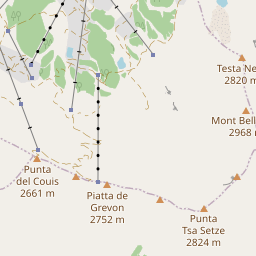 Testa Ne
2820 m
Mont Bell
2968 m
Punta
del Couis
2661 m
Piatta de
Grevon
2752 m
Punta
Tsa Setze
2824 m